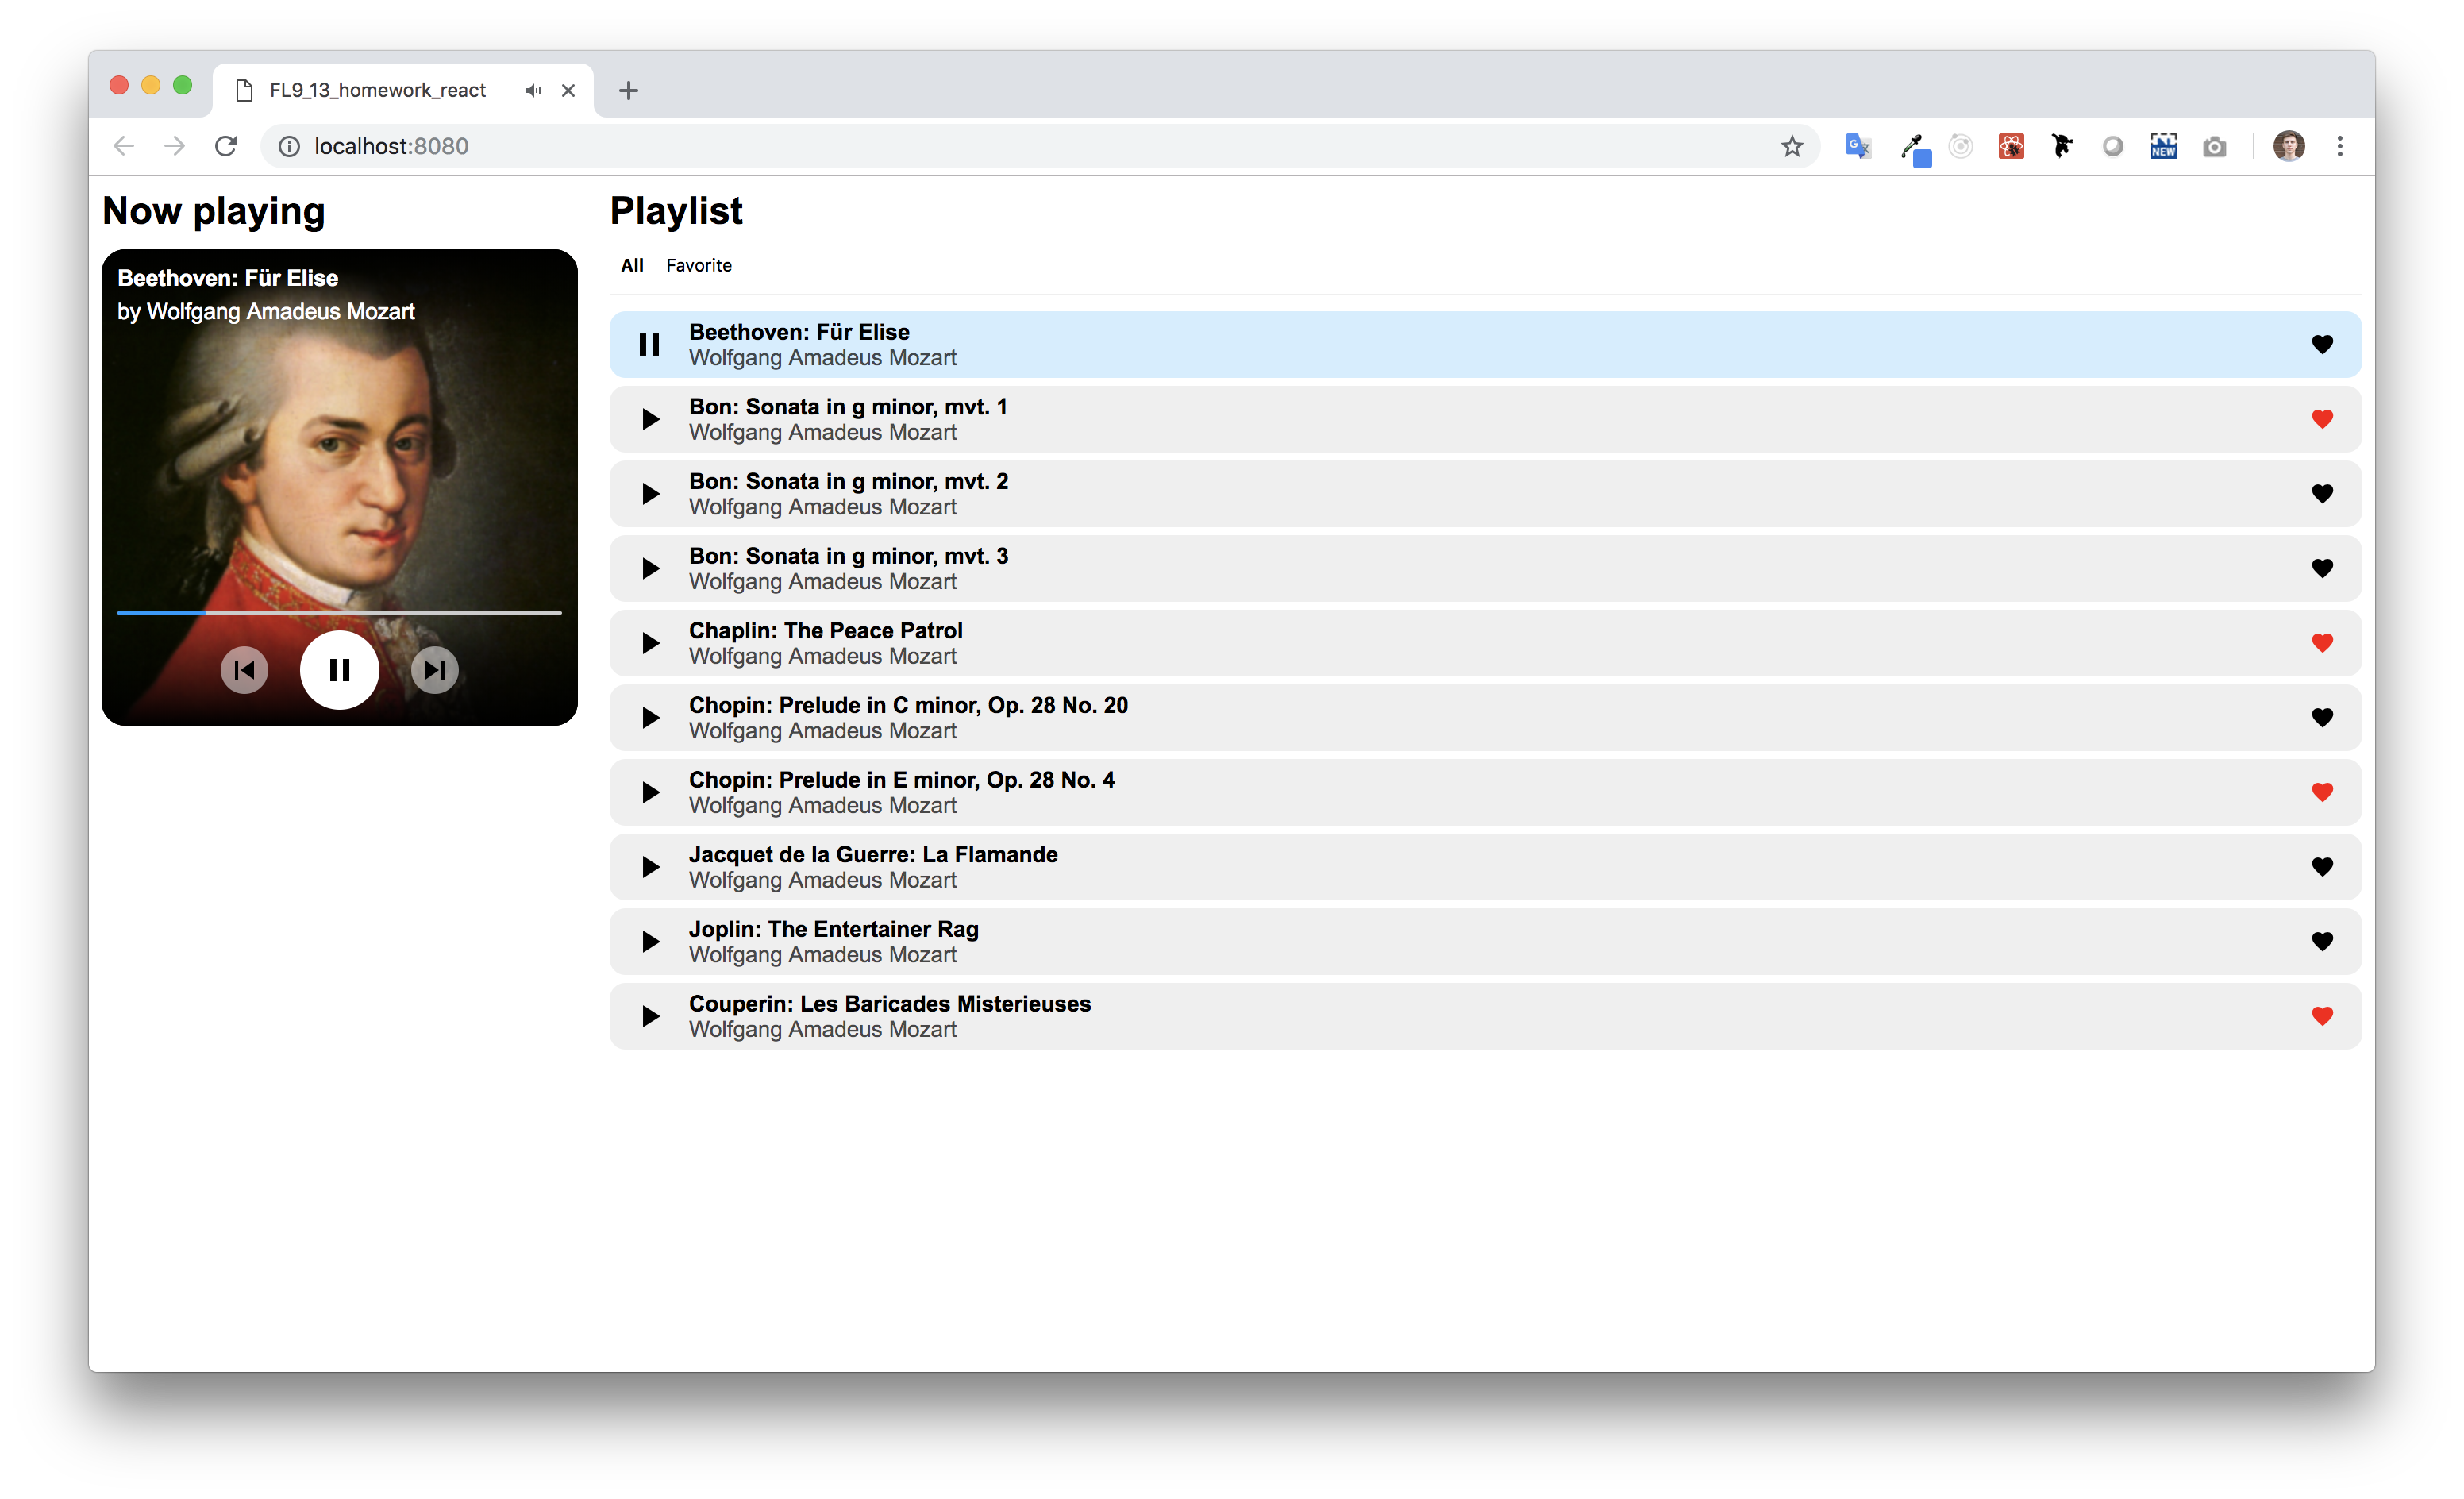 FL9_13_homework_react
localhost:8080
NEW
Now playing
Beethoven: Für Elise
by Wolfgang Amadeus Mozart
Playlist
All Favorite
Beethoven: Für Elise
Wolfgang Amadeus Mozart
Bon: Sonata in g minor, mvt. 1
Wolfgang Amadeus Mozart
Bon: Sonata in g minor, mvt. 2
Wolfgang Amadeus Mozart
Bon: Sonata in g minor, mvt. 3
Wolfgang Amadeus Mozart
Chaplin: The Peace Patrol
Wolfgang Amadeus Mozart
Chopin: Prelude in C minor, Op. 28 No. 20
Wolfgang Amadeus Mozart
Chopin: Prelude in E minor, Op. 28 No. 4
Wolfgang Amadeus Mozart
Jacquet de la Guerre: La Flamande
Wolfgang Amadeus Mozart
Joplin: The Entertainer Rag
Wolfgang Amadeus Mozart
Couperin: Les Baricades Misterieuses
Wolfgang Amadeus Mozart